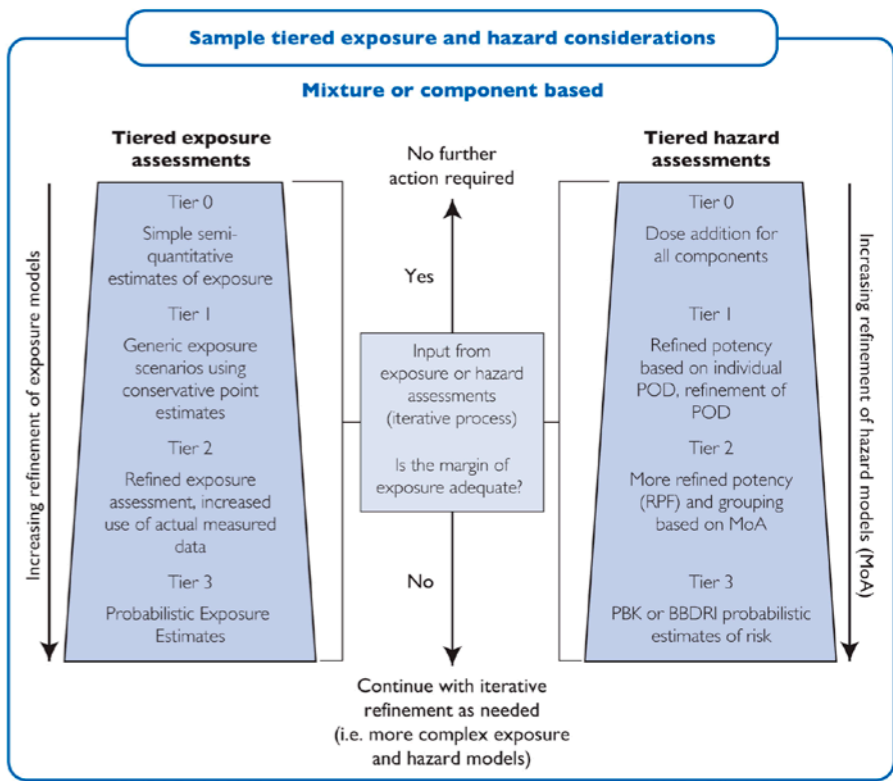 Sample tiered exposure and hazard considerations
Mixture or component based
Tiered exposure
assessments
Increasing refinement of exposure models
Tier 0
Simple semi-
quantitative
estimates of exposure
Tier 1
Generic exposure
scenarios using
conservative point
estimates
Tier 2
Refined exposure
assessment, increased
use of actual measured
data
Tier 3
Probabilistic Exposure
Estimates
No further
action required
Yes
Input from
exposure or hazard
assessments
(iterative process)
Is the margin of
exposure adequate?
No
Continue with iterative
refinement as needed
(i.e. more complex exposure
and hazard models)
Tiered hazard
assessments
Tier 0
Dose addition for
all components
Tier 1
Refined potency
based on individual
POD, refinement of
POD
Tier 2
More refined potency
(RPF) and grouping
based on MoA
Tier 3
PBK or BBDRI probabilistic
estimates of risk
Increasing refinement of hazard models (MoA)